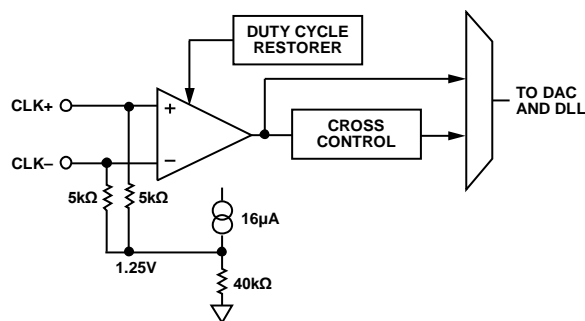 DUTY CYCLE
RESTORER
CLK+
+
TO DAC
AND DLL
CROSS
CONTROL
CLK–
–
5kΩ
5kΩ
16µA
1.25V
40kΩ